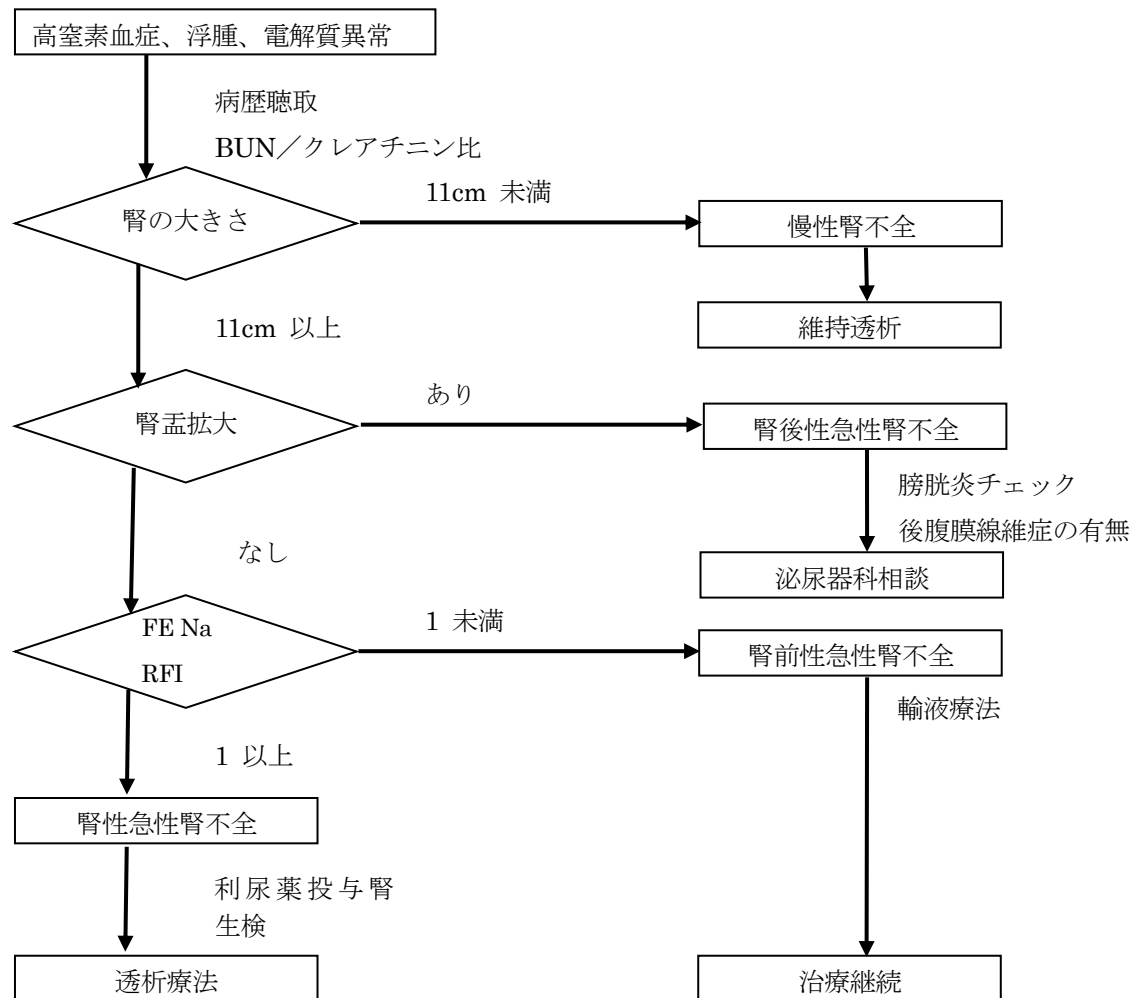 高窒素血症、浮腫、電解質異常
病歴聴取
BUN／クレアチニン比
腎の大きさ
11cm 未満
慢性腎不全
維持透析
11cm 以上
腎盂拡大
あり
腎後性急性腎不全
膀胱炎チェック
後腹膜線維症の有無
泌尿器科相談
なし
FE Na
RFI
1 未満
腎前性急性腎不全
輸液療法
1 以上
腎性急性腎不全
利尿薬投与腎
生検
透析療法
治療継続